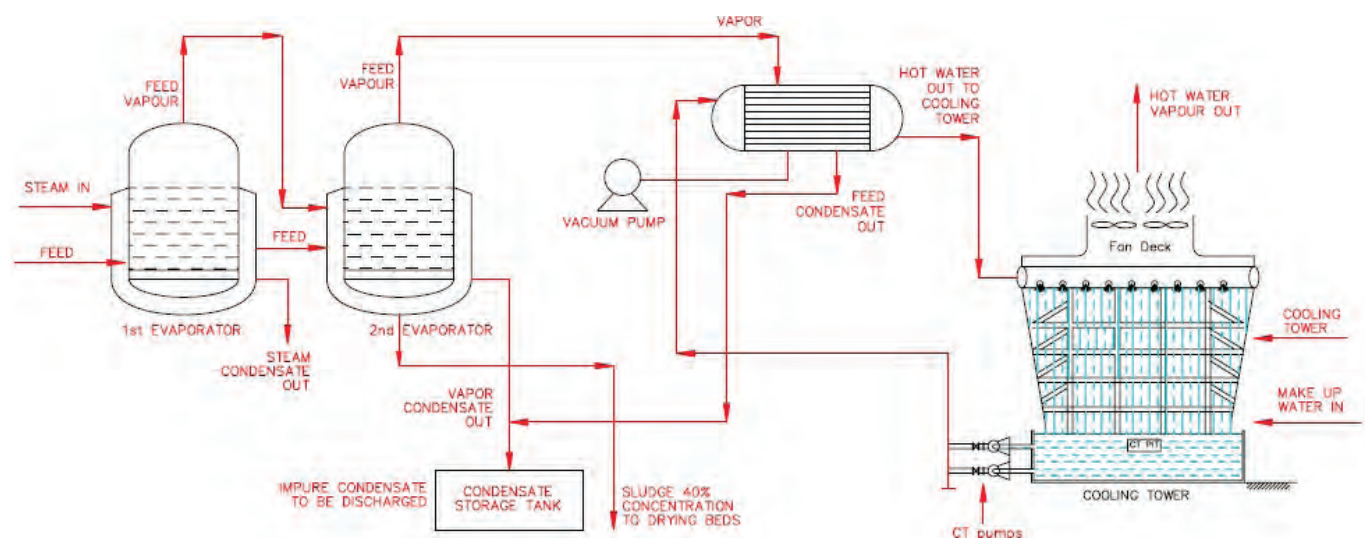 VAPOR
FEED
VAPOUR
FEED
VAPOUR
HOT WATER
OUT TO
COOLING
TOWER
HOT WATER
VAPOUR OUT
STEAM IN
FEED
FEED
VACUUM PUMP
FEED
CONDENSATE
OUT
Fan Deck
1st EVAPORATOR
2nd EVAPORATOR
COOLING
TOWER
STEAM
CONDENSATE
OUT
VAPOR
CONDENSATE
OUT
MAKE UP
WATER IN
CT PIT
IMPURE CONDENSATE
TO BE DISCHARGED
CONDENSATE
STORAGE TANK
SLUDGE 40%
CONCENTRATION
TO DRYING BEDS
COOLING TOWER
CT pumps